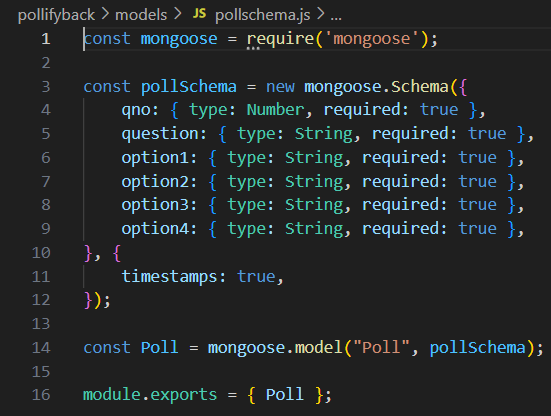 pollifyback > models > JS pollschema.js > ...
1 const mongoose = require('mongoose');
2
3 const pollSchema = new mongoose.Schema({
4     qno: { type: Number, required: true },
5     question: { type: String, required: true },
6     option1: { type: String, required: true },
7     option2: { type: String, required: true },
8     option3: { type: String, required: true },
9     option4: { type: String, required: true },
10 }, {
11     timestamps: true,
12 });
13
14 const Poll = mongoose.model("Poll", pollSchema);
15
16 module.exports = { Poll };